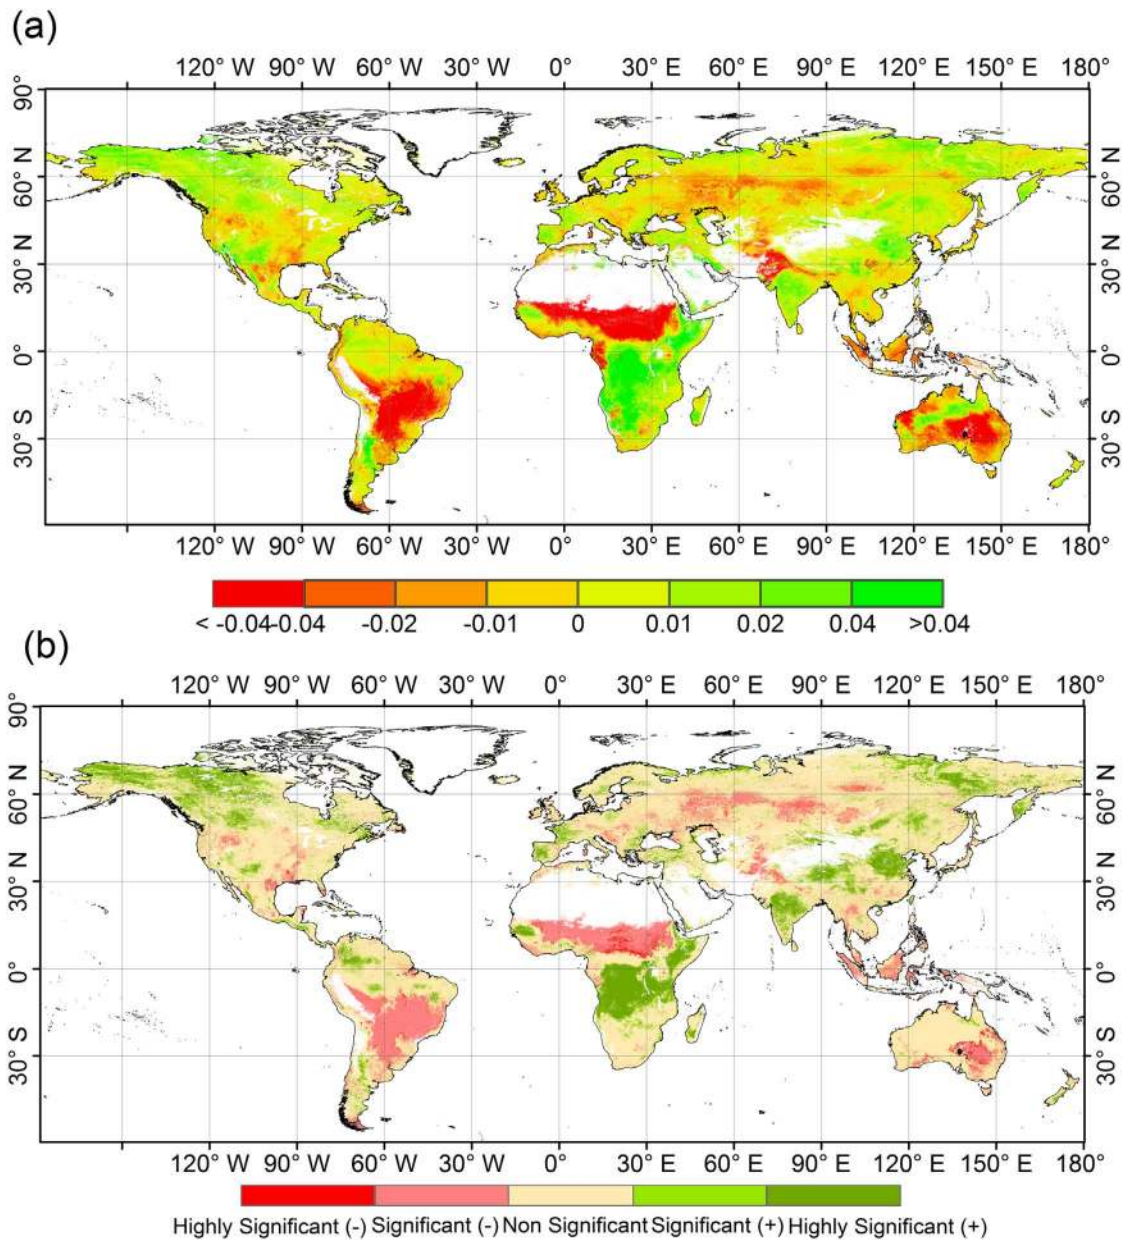 (a)
120° W 90° W 60° W 30° W 0° 30° E 60° E 90° E 120° E 150° E 180°
90°
60° N
60° N
30° N
30° N
0°
0°
30° S
30° S
120° W 90° W 60° W 30° W 0° 30° E 60° E 90° E 120° E 150° E 180°
< -0.04 -0.04 -0.02 -0.01 0 0.01 0.02 0.04 >0.04
(b)
120° W 90° W 60° W 30° W 0° 30° E 60° E 90° E 120° E 150° E 180°
90°
60° N
60° N
30° N
30° N
0°
0°
30° S
30° S
120° W 90° W 60° W 30° W 0° 30° E 60° E 90° E 120° E 150° E 180°
Highly Significant (-) Significant (-) Non Significant Significant (+) Highly Significant (+)